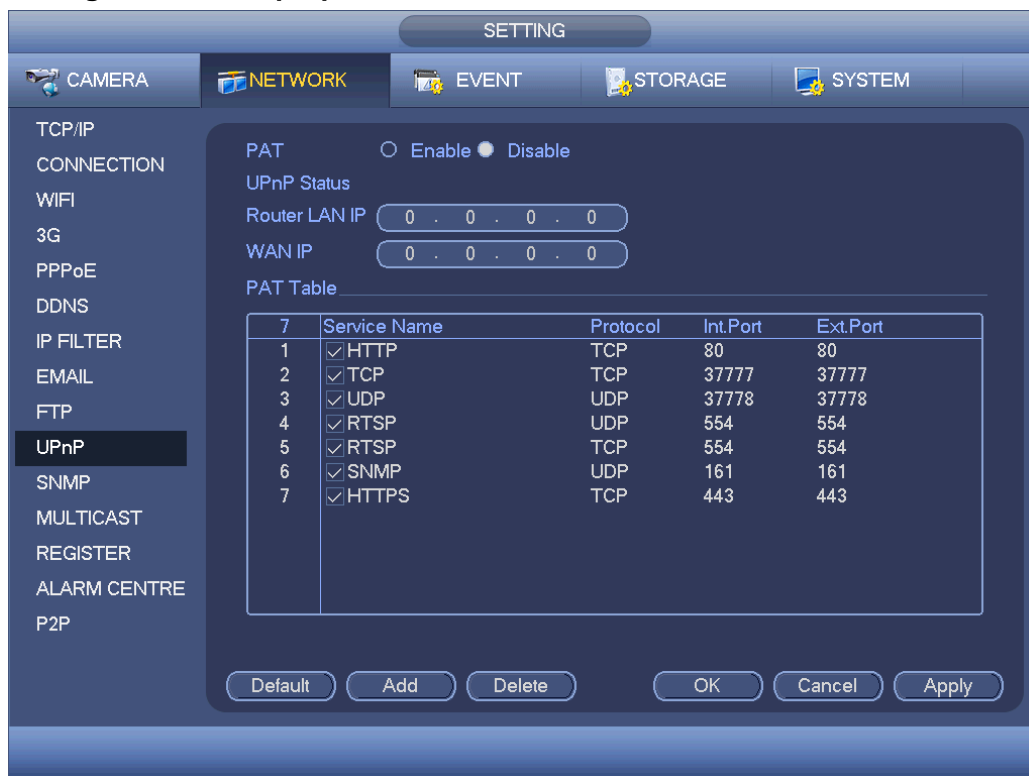 SETTING
CAMERA NETWORK EVENT STORAGE SYSTEM
TCP/IP
CONNECTION
WIFI
3G
PPPoE
DDNS
IP FILTER
EMAIL
FTP
UPnP
SNMP
MULTICAST
REGISTER
ALARM CENTRE
P2P
PAT Enable Disable
UPnP Status
Router LAN IP 0 . 0 . 0 . 0
WAN IP 0 . 0 . 0 . 0
PAT Table
7 Service Name Protocol Int.Port Ext.Port
1 HTTP TCP 80 80
2 TCP TCP 37777 37777
3 UDP UDP 37778 37778
4 RTSP UDP 554 554
5 RTSP TCP 554 554
6 SNMP UDP 161 161
7 HTTPS TCP 443 443
Default Add Delete OK Cancel Apply